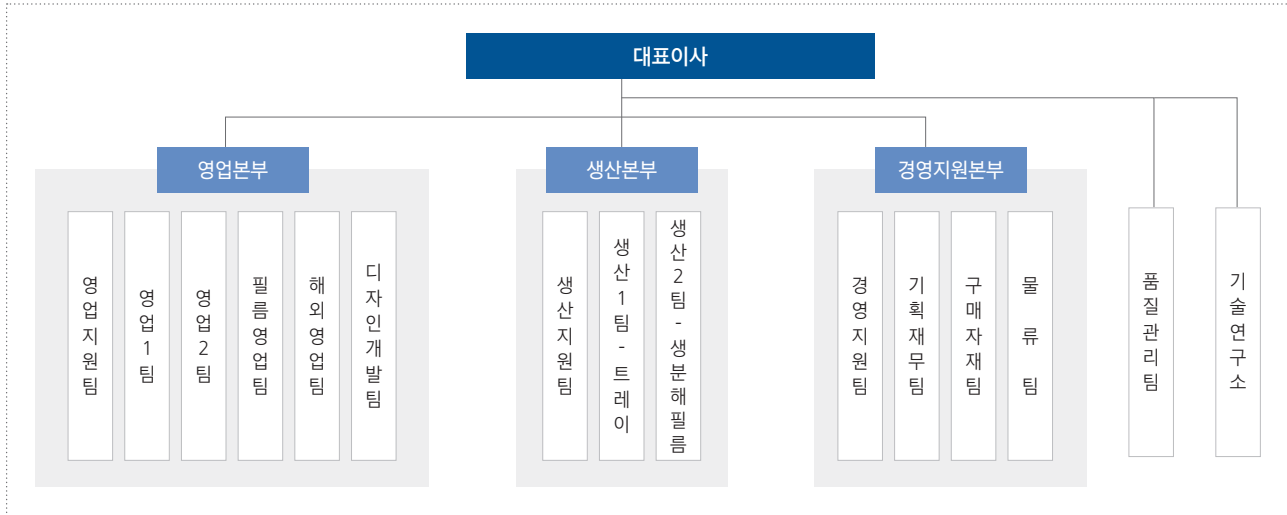 대표이사
영업본부
생산본부
경영지원본부
영업지원팀
영업1팀
영업2팀
필름영업팀
해외영업팀
디자인개발팀
생산지원팀
생산1팀-트레이
생산2팀-생분해필름
경영지원팀
기획재무팀
구매자재팀
물류팀
품질관리팀
기술연구소